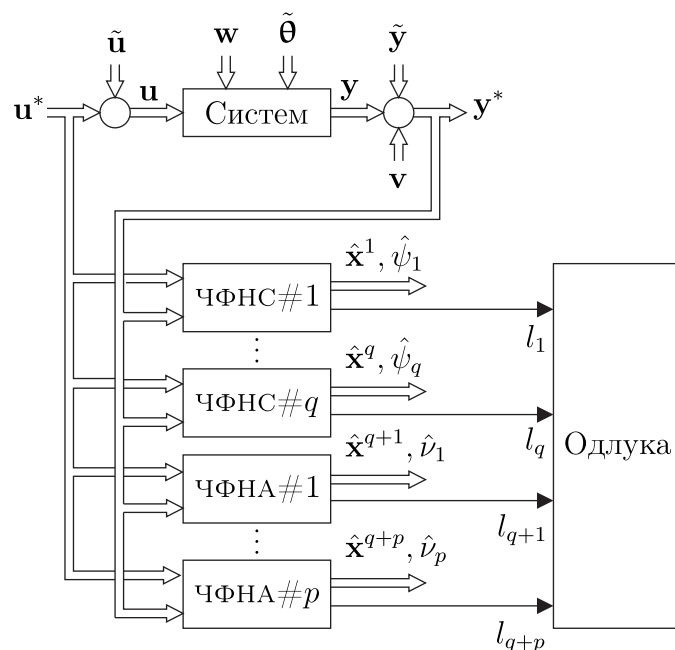 w θ̃
ũ ỹ
u* u Систем y y*
v
x̂¹, ψ̂₁
ЧФНС#1
l₁
⋮
x̂^q, ψ̂_q
ЧФНС#q
l_q
Одлука
x̂^{q+1}, ν̂₁
ЧФНА#1
l_{q+1}
⋮
x̂^{q+p}, ν̂_p
ЧФНА#p
l_{q+p}